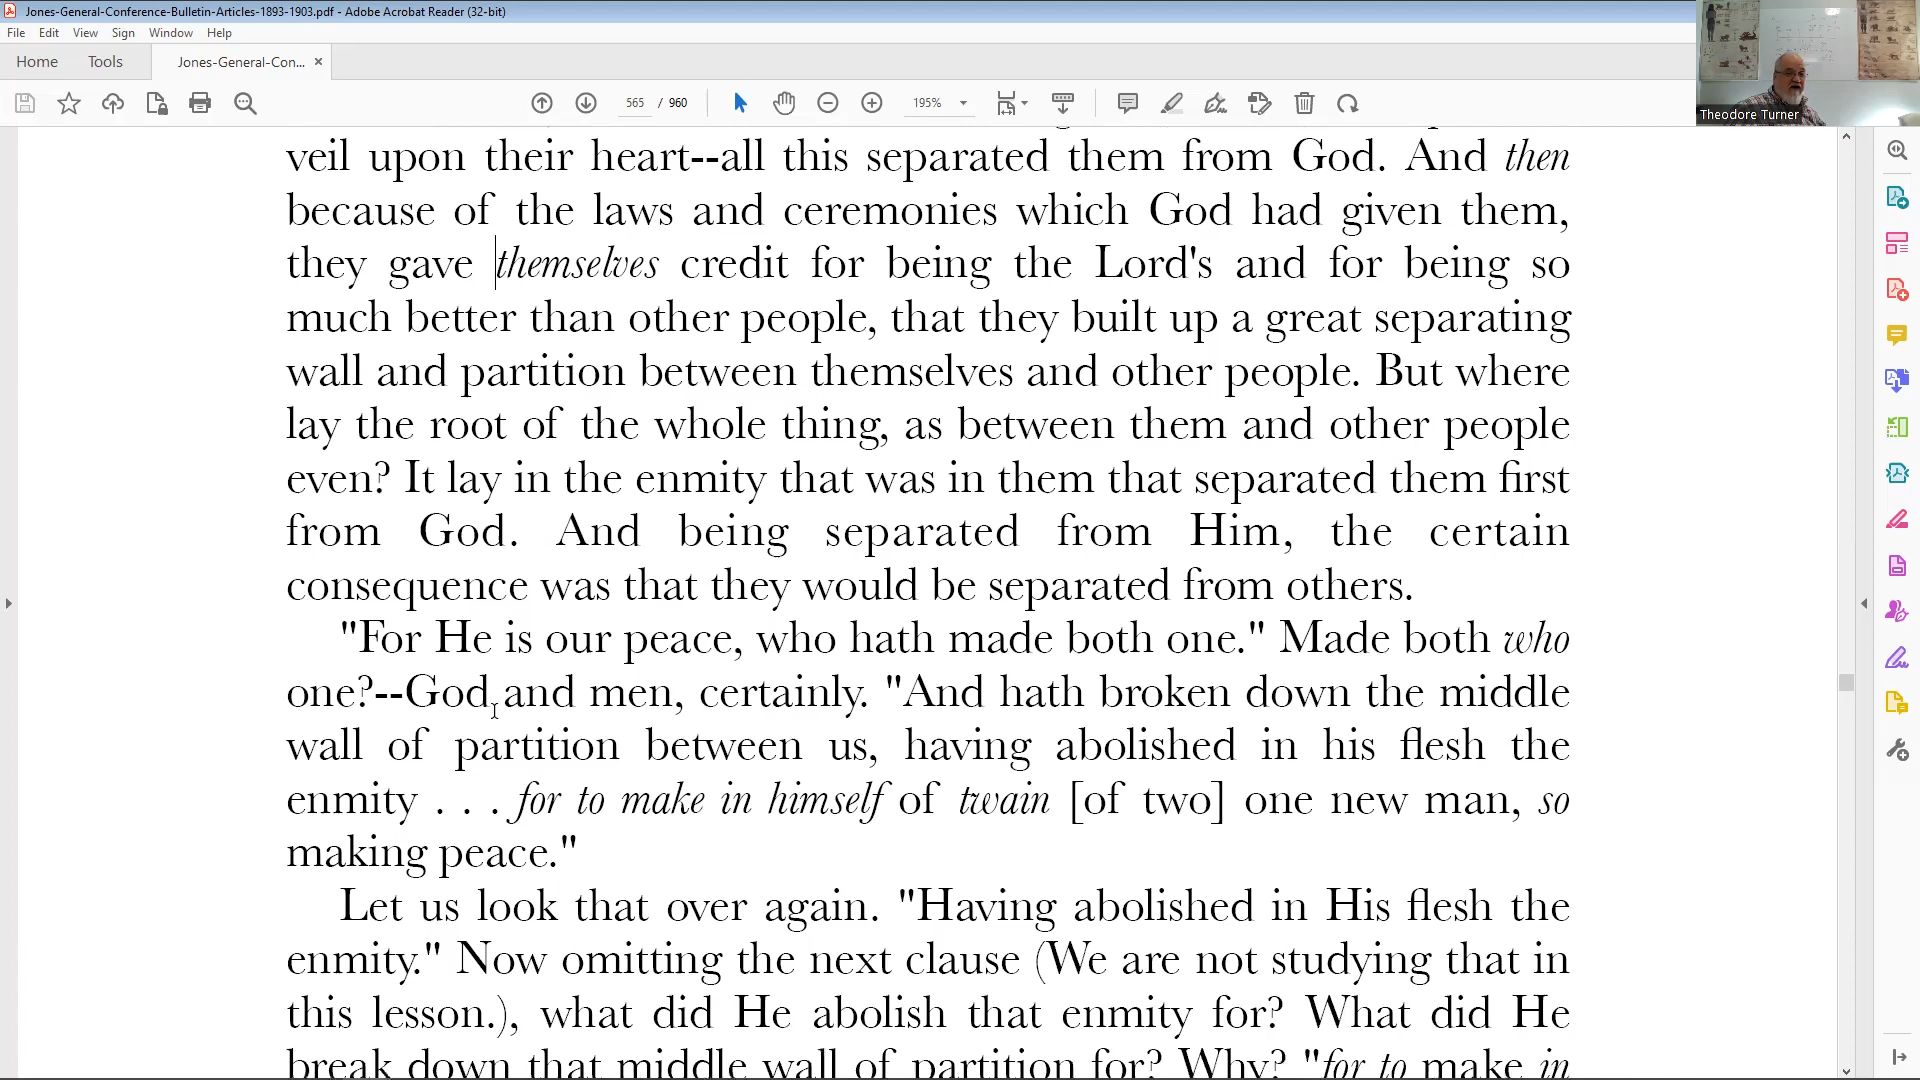 Jones-General-Conference-Bulletin-Articles-1893-1903.pdf - Adobe Acrobat Reader (32-bit)
File Edit View Sign Window Help
Home Tools Jones-General-Con... ×
565 / 960 195%
Theodore Turner
veil upon their heart--all this separated them from God. And then
because of the laws and ceremonies which God had given them,
they gave themselves credit for being the Lord's and for being so
much better than other people, that they built up a great separating
wall and partition between themselves and other people. But where
lay the root of the whole thing, as between them and other people
even? It lay in the enmity that was in them that separated them first
from God. And being separated from Him, the certain
consequence was that they would be separated from others.
"For He is our peace, who hath made both one." Made both who
one?--God and men, certainly. "And hath broken down the middle
wall of partition between us, having abolished in his flesh the
enmity . . . for to make in himself of twain [of two] one new man, so
making peace."
Let us look that over again. "Having abolished in His flesh the
enmity." Now omitting the next clause (We are not studying that in
this lesson.), what did He abolish that enmity for? What did He
break down that middle wall of partition for? Why? "for to make in